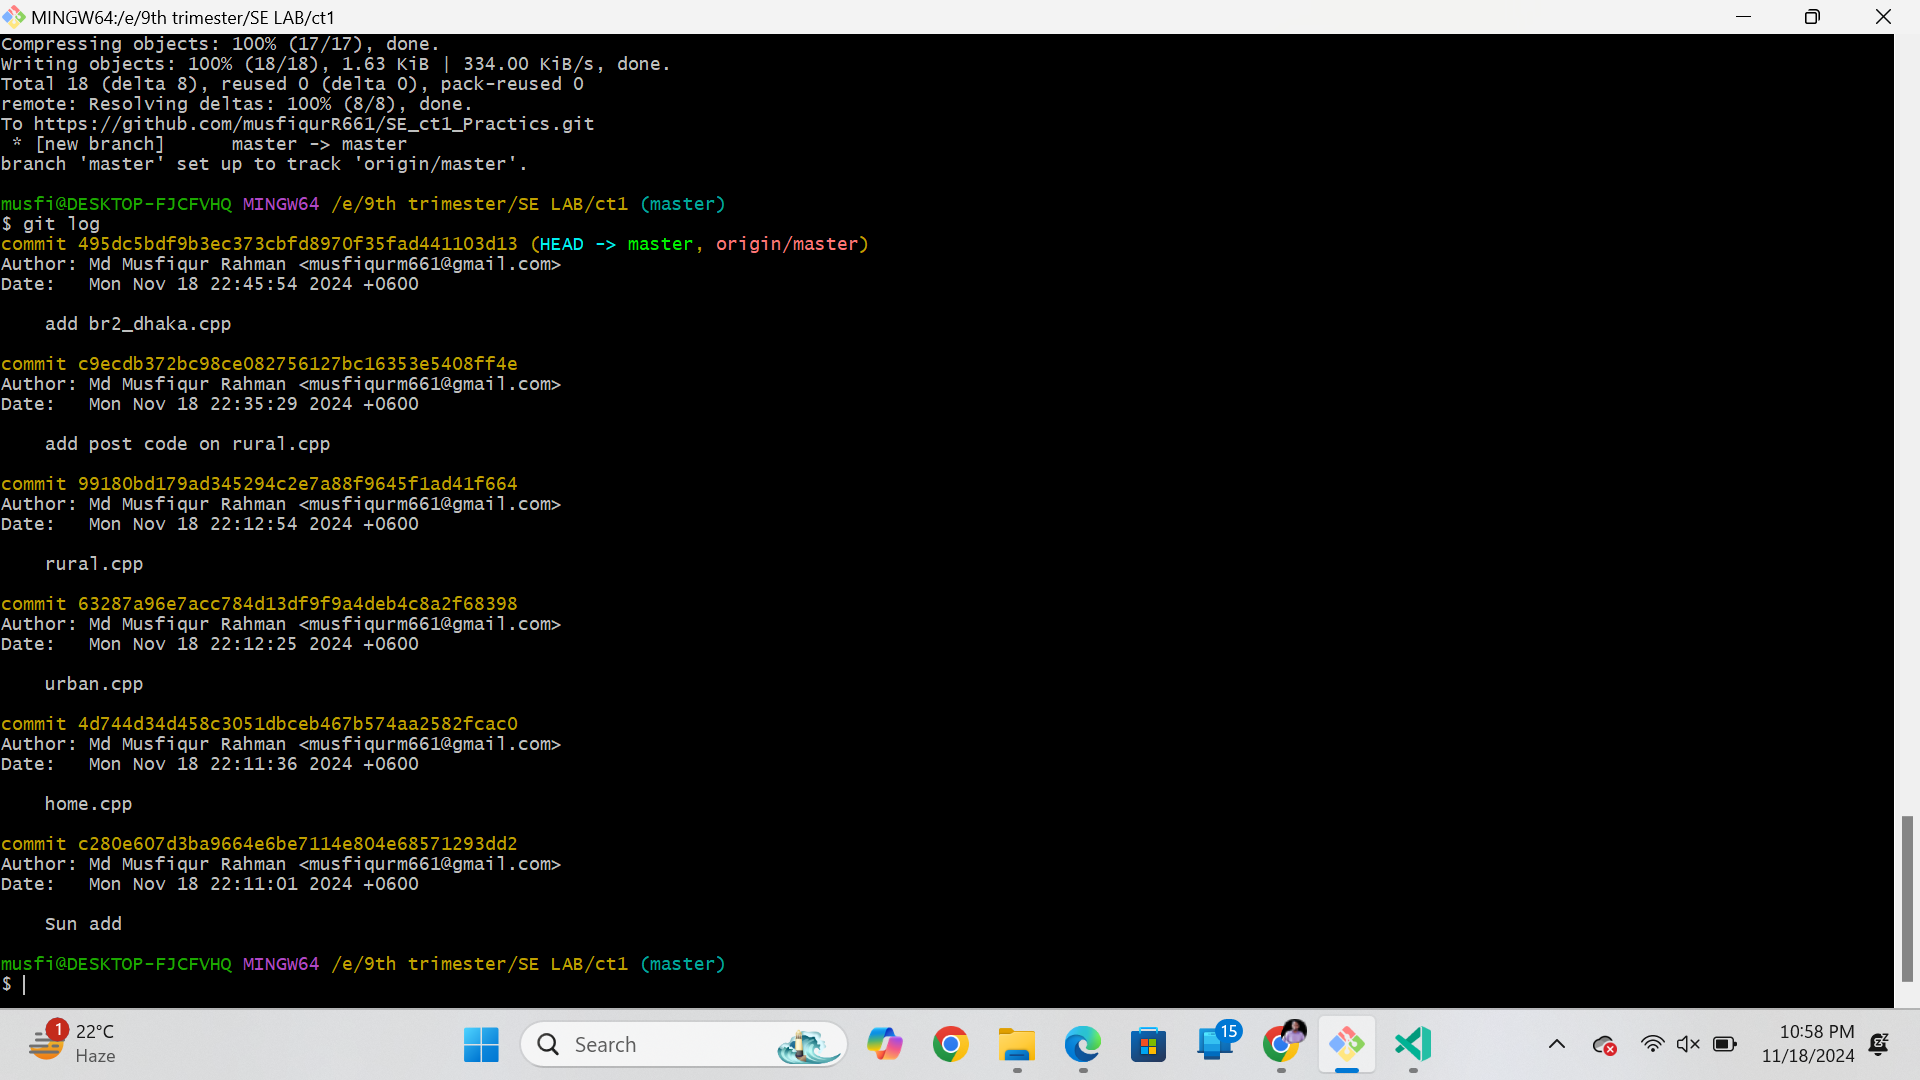 MINGW64:/e/9th trimester/SE LAB/ct1
Compressing objects: 100% (17/17), done.
Writing objects: 100% (18/18), 1.63 KiB | 334.00 KiB/s, done.
Total 18 (delta 8), reused 0 (delta 0), pack-reused 0
remote: Resolving deltas: 100% (8/8), done.
To https://github.com/musfiqurR661/SE_ct1_Practics.git
 * [new branch]      master -> master
branch 'master' set up to track 'origin/master'.
musfi@DESKTOP-FJCFVHQ MINGW64 /e/9th trimester/SE LAB/ct1 (master)
$ git log
commit 495dc5bdf9b3ec373cbfd8970f35fad441103d13 (HEAD -> master, origin/master)
Author: Md Musfiqur Rahman <musfiqurm661@gmail.com>
Date:   Mon Nov 18 22:45:54 2024 +0600
    add br2_dhaka.cpp
commit c9ecdb372bc98ce082756127bc16353e5408ff4e
Author: Md Musfiqur Rahman <musfiqurm661@gmail.com>
Date:   Mon Nov 18 22:35:29 2024 +0600
    add post code on rural.cpp
commit 99180bd179ad345294c2e7a88f9645f1ad41f664
Author: Md Musfiqur Rahman <musfiqurm661@gmail.com>
Date:   Mon Nov 18 22:12:54 2024 +0600
    rural.cpp
commit 63287a96e7acc784d13df9f9a4deb4c8a2f68398
Author: Md Musfiqur Rahman <musfiqurm661@gmail.com>
Date:   Mon Nov 18 22:12:25 2024 +0600
    urban.cpp
commit 4d744d34d458c3051dbceb467b574aa2582fcac0
Author: Md Musfiqur Rahman <musfiqurm661@gmail.com>
Date:   Mon Nov 18 22:11:36 2024 +0600
    home.cpp
commit c280e607d3ba9664e6be7114e804e68571293dd2
Author: Md Musfiqur Rahman <musfiqurm661@gmail.com>
Date:   Mon Nov 18 22:11:01 2024 +0600
    Sun add
musfi@DESKTOP-FJCFVHQ MINGW64 /e/9th trimester/SE LAB/ct1 (master)
$
1
22°C
Haze
Search
15
10:58 PM
11/18/2024